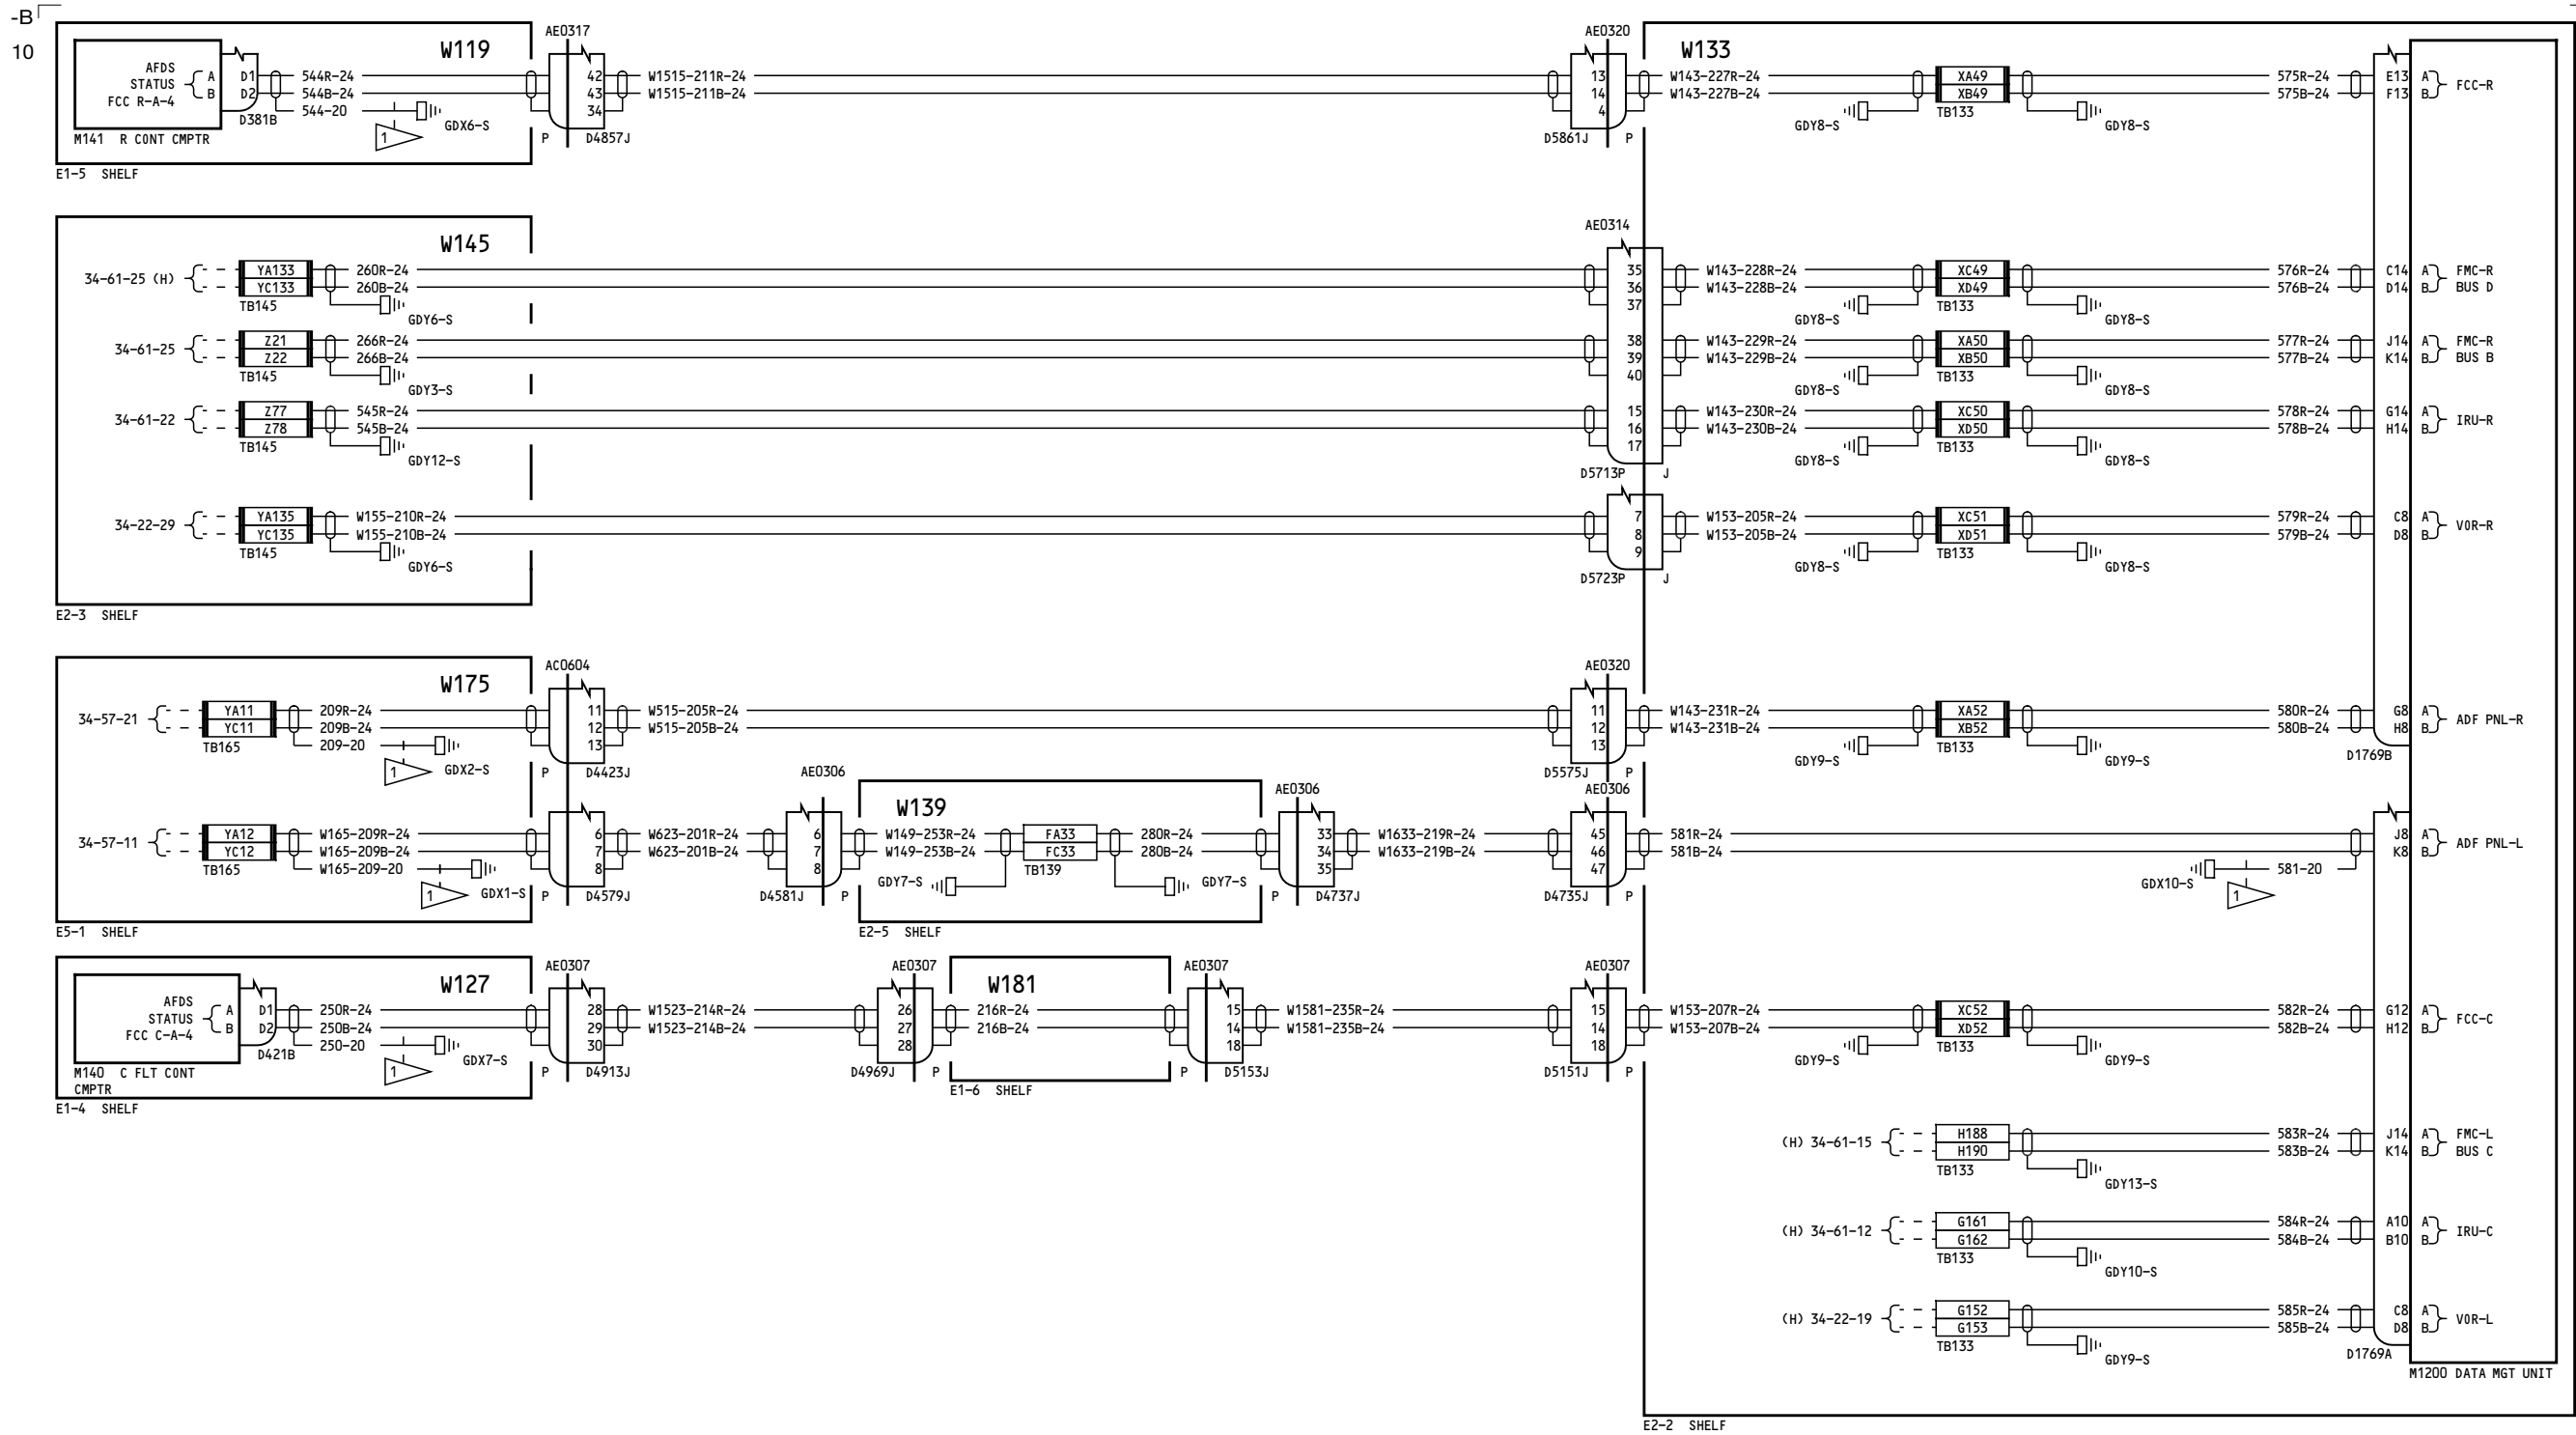 -B
10
W119
AE0317
AE0320
W133
AFDS
STATUS
FCC R-A-4
A
B
D1
D2
544R-24
544B-24
544-20
D381B
GDX6-S
1
M141 R CONT CMPTR
E1-5 SHELF
P
42
43
34
D4857J
W1515-211R-24
W1515-211B-24
13
14
4
D5861J
P
W143-227R-24
W143-227B-24
GDY8-S
XA49
XB49
TB133
GDY8-S
575R-24
575B-24
E13
F13
A
B
FCC-R
W145
AE0314
34-61-25 (H)
YA133
YC133
TB145
260R-24
260B-24
GDY6-S
35
36
37
W143-228R-24
W143-228B-24
GDY8-S
XC49
XD49
TB133
GDY8-S
576R-24
576B-24
C14
D14
A
B
FMC-R
BUS D
34-61-25
Z21
Z22
TB145
266R-24
266B-24
GDY3-S
38
39
40
W143-229R-24
W143-229B-24
GDY8-S
XA50
XB50
TB133
GDY8-S
577R-24
577B-24
J14
K14
A
B
FMC-R
BUS B
34-61-22
Z77
Z78
TB145
545R-24
545B-24
GDY12-S
15
16
17
D5713P
J
W143-230R-24
W143-230B-24
GDY8-S
XC50
XD50
TB133
GDY8-S
578R-24
578B-24
G14
H14
A
B
IRU-R
34-22-29
YA135
YC135
TB145
W155-210R-24
W155-210B-24
GDY6-S
7
8
9
D5723P
J
W153-205R-24
W153-205B-24
GDY8-S
XC51
XD51
TB133
GDY8-S
579R-24
579B-24
C8
D8
A
B
VOR-R
E2-3 SHELF
W175
AC0604
AE0320
34-57-21
YA11
YC11
TB165
209R-24
209B-24
209-20
1
GDX2-S
P
11
12
13
D4423J
W515-205R-24
W515-205B-24
11
12
13
D5575J
P
W143-231R-24
W143-231B-24
GDY9-S
XA52
XB52
TB133
GDY9-S
580R-24
580B-24
G8
H8
A
B
ADF PNL-R
D1769B
AE0306
W139
AE0306
AE0306
34-57-11
YA12
YC12
TB165
W165-209R-24
W165-209B-24
W165-209-20
1
GDX1-S
P
6
7
8
D4579J
W623-201R-24
W623-201B-24
6
7
8
D4581J
P
W149-253R-24
W149-253B-24
GDY7-S
FA33
FC33
TB139
280R-24
280B-24
GDY7-S
P
33
34
35
D4737J
W1633-219R-24
W1633-219B-24
45
46
47
D4735J
P
581R-24
581B-24
GDX10-S
581-20
1
J8
K8
A
B
ADF PNL-L
E5-1 SHELF
E2-5 SHELF
W127
AE0307
AE0307
W181
AE0307
AE0307
AFDS
STATUS
FCC C-A-4
A
B
D1
D2
250R-24
250B-24
250-20
D421B
GDX7-S
1
M140 C FLT CONT
CMPTR
E1-4 SHELF
P
28
29
30
D4913J
W1523-214R-24
W1523-214B-24
26
27
28
D4969J
P
216R-24
216B-24
E1-6 SHELF
P
15
14
18
D5153J
W1581-235R-24
W1581-235B-24
15
14
18
D5151J
P
W153-207R-24
W153-207B-24
GDY9-S
XC52
XD52
TB133
GDY9-S
582R-24
582B-24
G12
H12
A
B
FCC-C
(H) 34-61-15
H188
H190
TB133
GDY13-S
583R-24
583B-24
J14
K14
A
B
FMC-L
BUS C
(H) 34-61-12
G161
G162
TB133
GDY10-S
584R-24
584B-24
A10
B10
A
B
IRU-C
(H) 34-22-19
G152
G153
TB133
GDY9-S
585R-24
585B-24
C8
D8
A
B
VOR-L
D1769A
M1200 DATA MGT UNIT
E2-2 SHELF